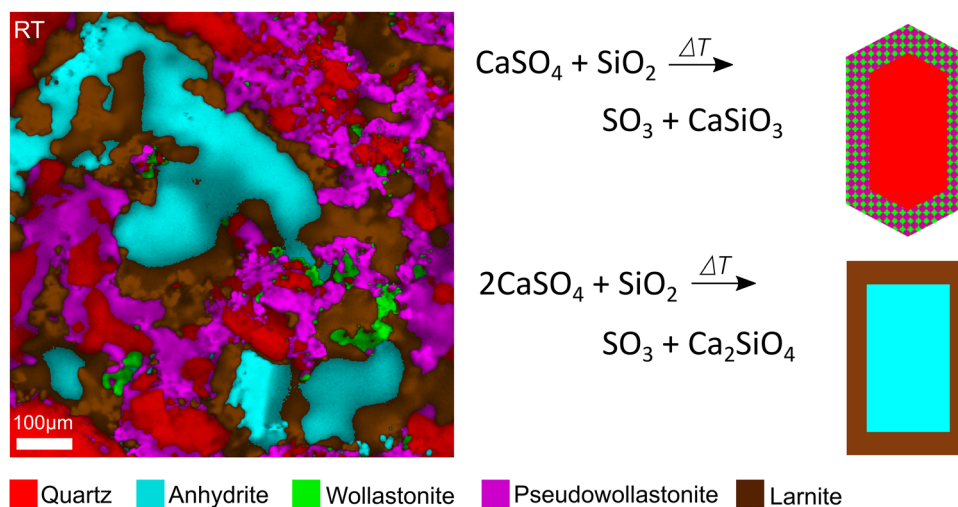 RT
CaSO₄ + SiO₂ ΔT →
SO₃ + CaSiO₃
2CaSO₄ + SiO₂ ΔT →
SO₃ + Ca₂SiO₄
100µm
Quartz Anhydrite Wollastonite Pseudowollastonite Larnite